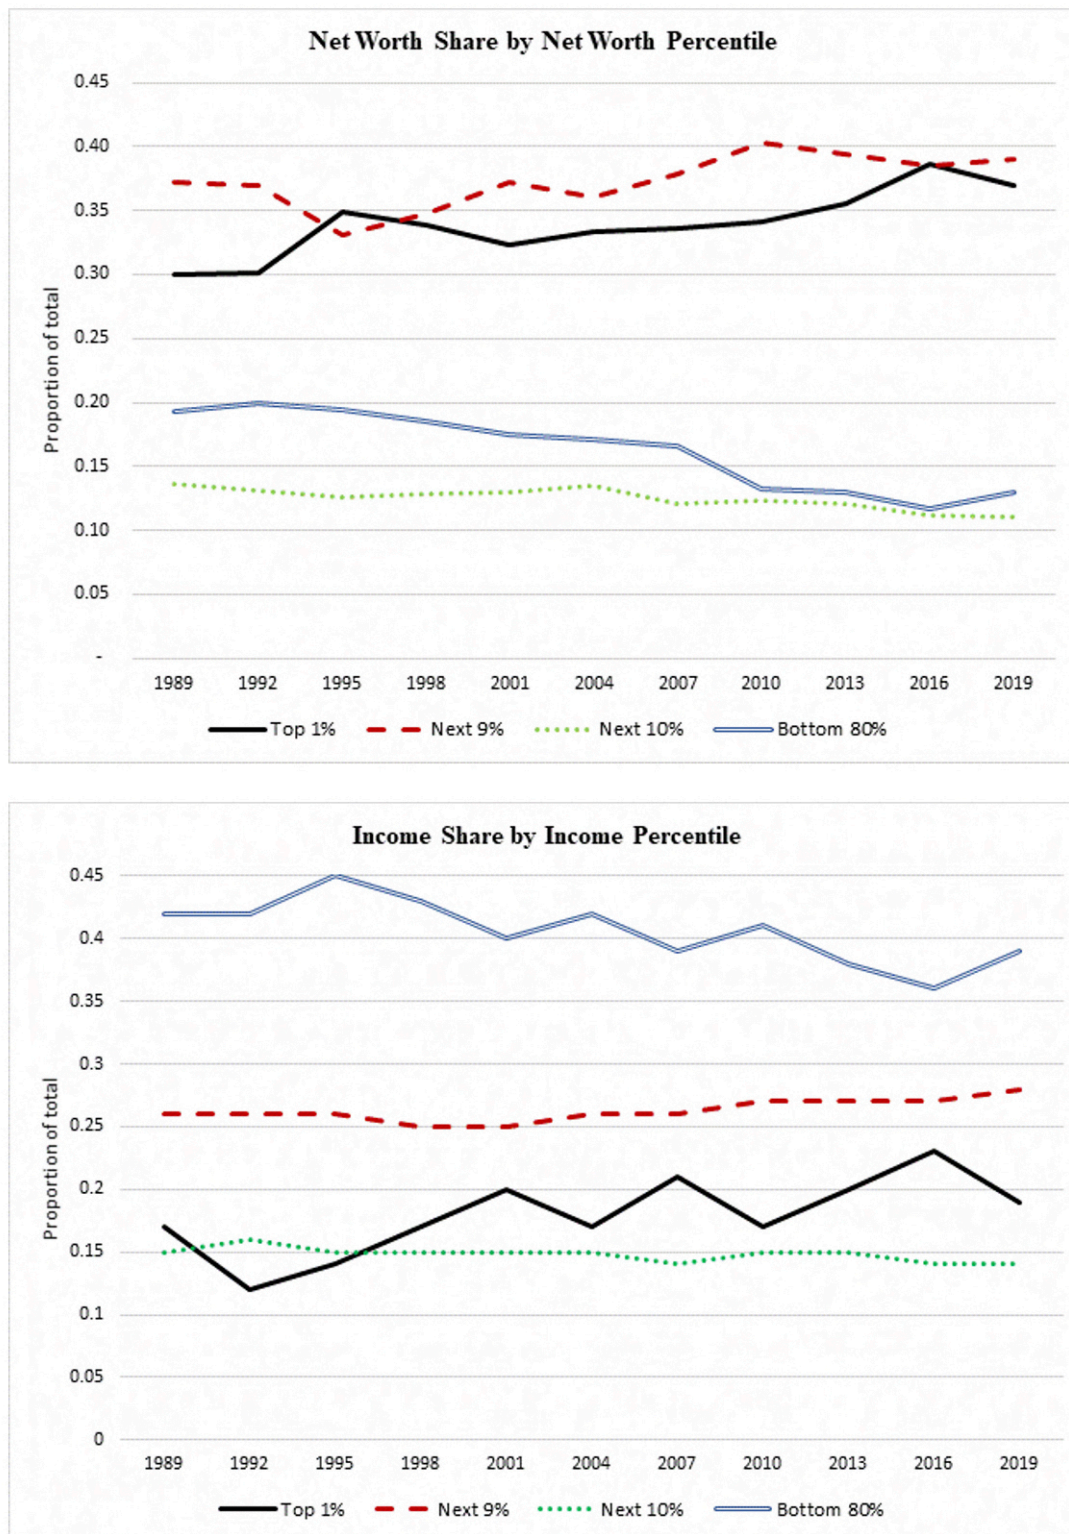 Net Worth Share by Net Worth Percentile
0.45
0.40
0.35
0.30
0.25
0.20
0.15
0.10
0.05
-
Proportion of total
1989 1992 1995 1998 2001 2004 2007 2010 2013 2016 2019
Top 1% Next 9% Next 10% Bottom 80%
Income Share by Income Percentile
0.45
0.4
0.35
0.3
0.25
0.2
0.15
0.1
0.05
0
Proportion of total
1989 1992 1995 1998 2001 2004 2007 2010 2013 2016 2019
Top 1% Next 9% Next 10% Bottom 80%